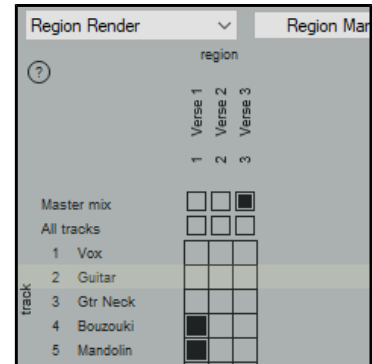 Region Render
Region Mar
?
region
Verse 1
Verse 2
Verse 3
1
2
3
Master mix
All tracks
track
1 Vox
2 Guitar
3 Gtr Neck
4 Bouzouki
5 Mandolin